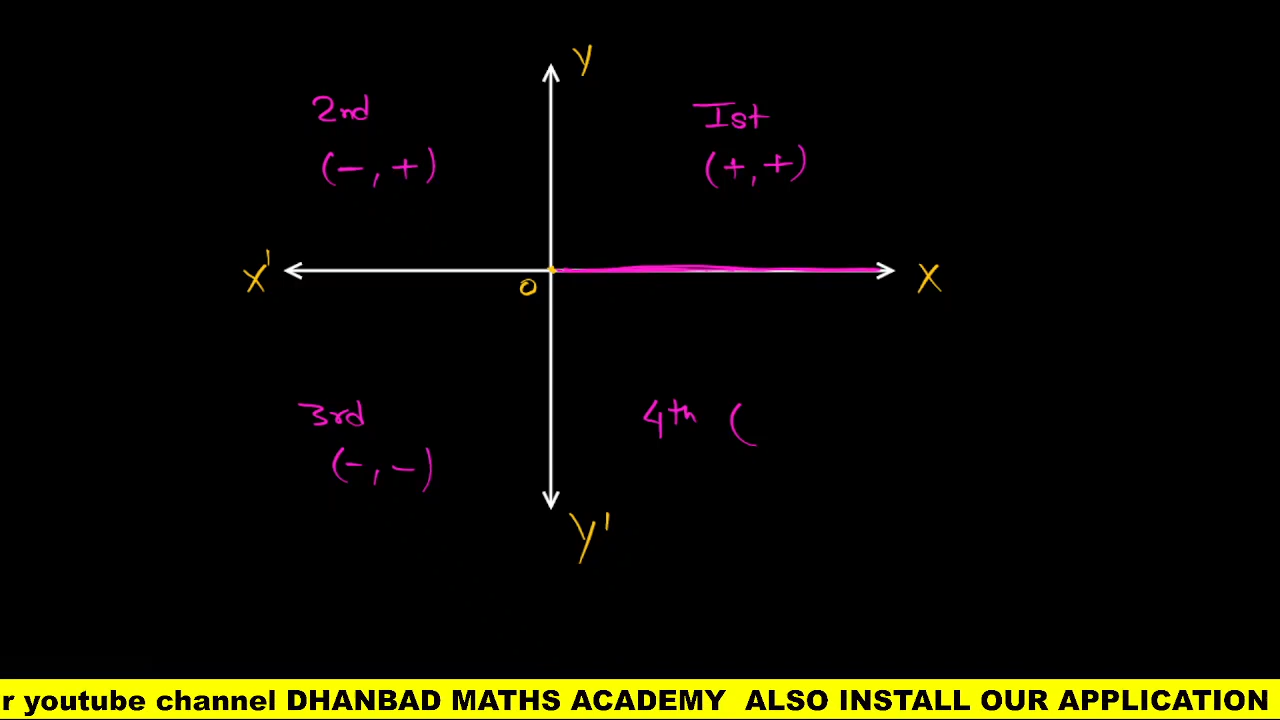 Y
2nd
Ist
(-, +)
(+, +)
X'
O
X
3rd
4th (
(-, -)
Y'
r youtube channel DHANBAD MATHS ACADEMY ALSO INSTALL OUR APPLICATION